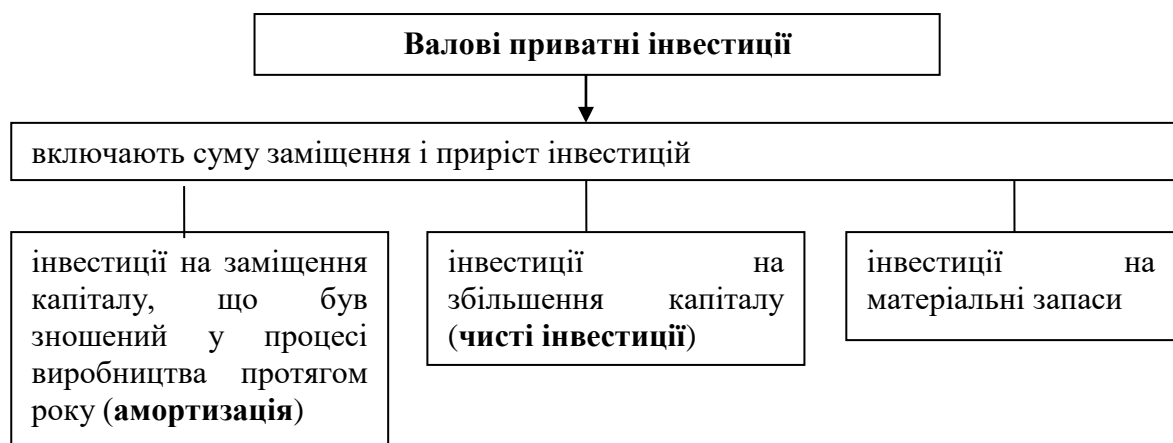 Валові приватні інвестиції
включають суму заміщення і приріст інвестицій
інвестиції на заміщення
капіталу, що був
зношений у процесі
виробництва протягом
року (амортизація)
інвестиції на
збільшення капіталу
(чисті інвестиції)
інвестиції на
матеріальні запаси